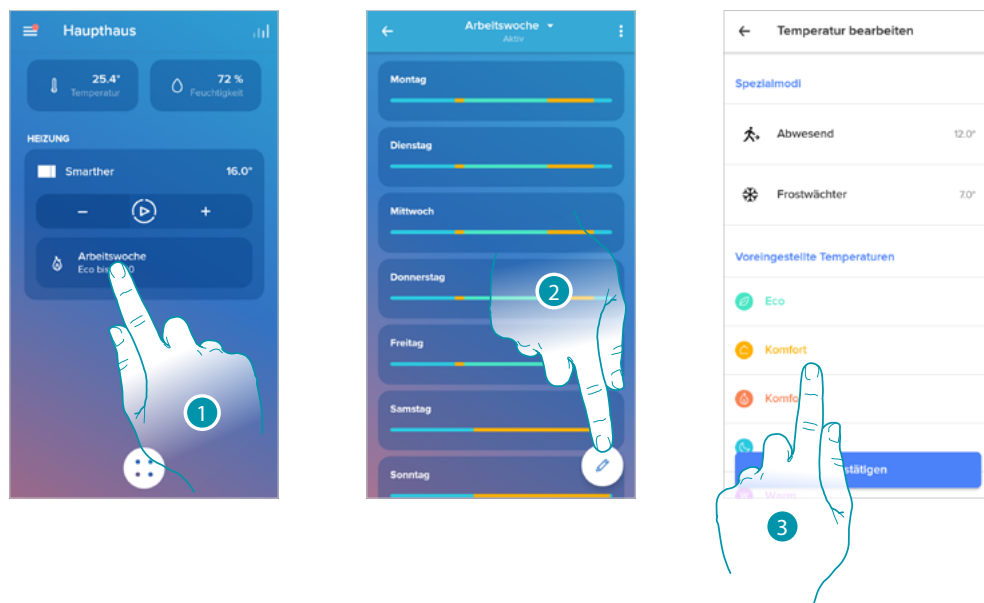 Haupthaus
25.4°
Temperatur
72 %
Feuchtigkeit
HEIZUNG
Smarther
16.0°
Arbeitswoche
Eco bis
1
Arbeitswoche
Aktiv
Montag
Dienstag
Mittwoch
Donnerstag
Freitag
Samstag
Sonntag
2
Temperatur bearbeiten
Spezialmodi
Abwesend
12.0°
Frostwächter
7.0°
Voreingestellte Temperaturen
Eco
Komfort
3